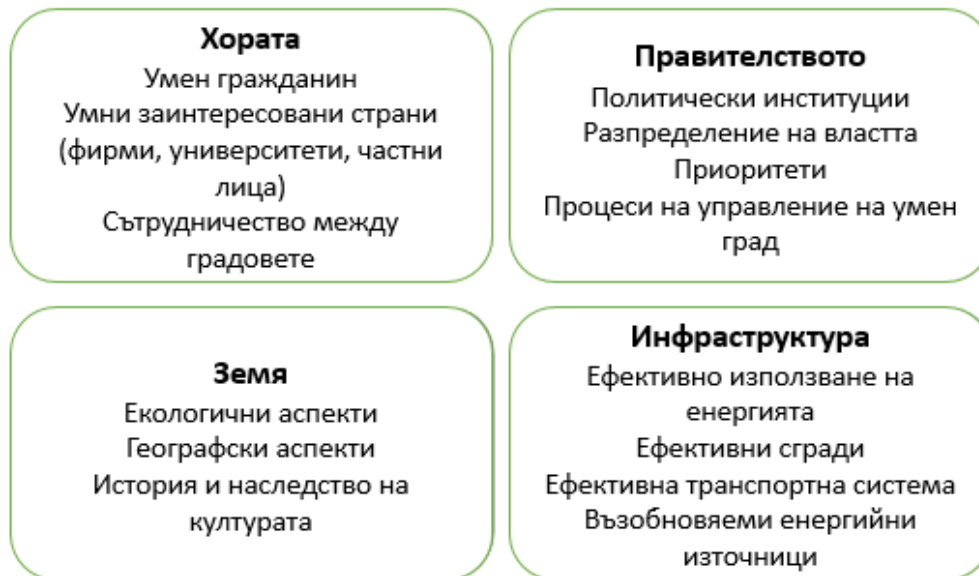 Хората
Умен гражданин
Умни заинтересовани страни
(фирми, университети, частни
лица)
Сътрудничество между
градовете
Правителството
Политически институции
Разпределение на властта
Приоритети
Процеси на управление на умен
град
Земя
Екологични аспекти
Географски аспекти
История и наследство на
културата
Инфраструктура
Ефективно използване на
енергията
Ефективни сгради
Ефективна транспортна система
Възобновяеми енергийни
източници